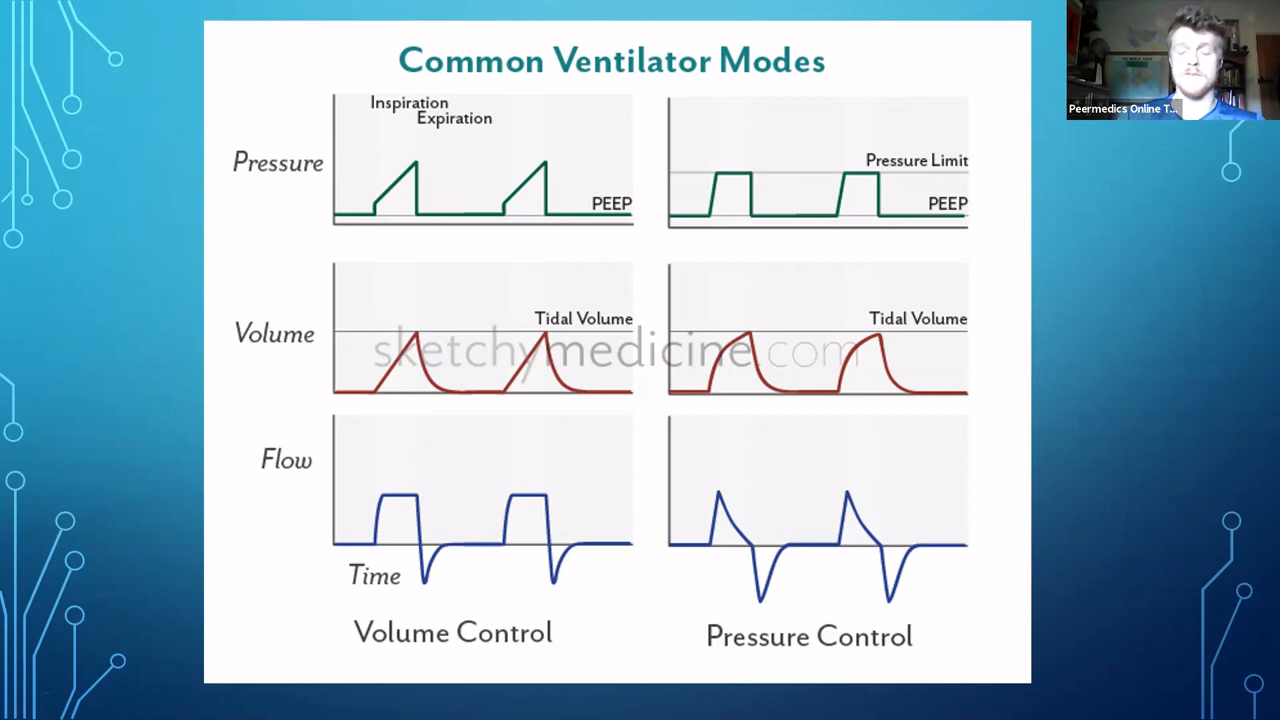 Common Ventilator Modes
Inspiration
Expiration
Pressure
PEEP
Pressure Limit
PEEP
Volume
Tidal Volume
Tidal Volume
sketchymedicine.com
Flow
Time
Volume Control
Pressure Control
Peermedics Online T...